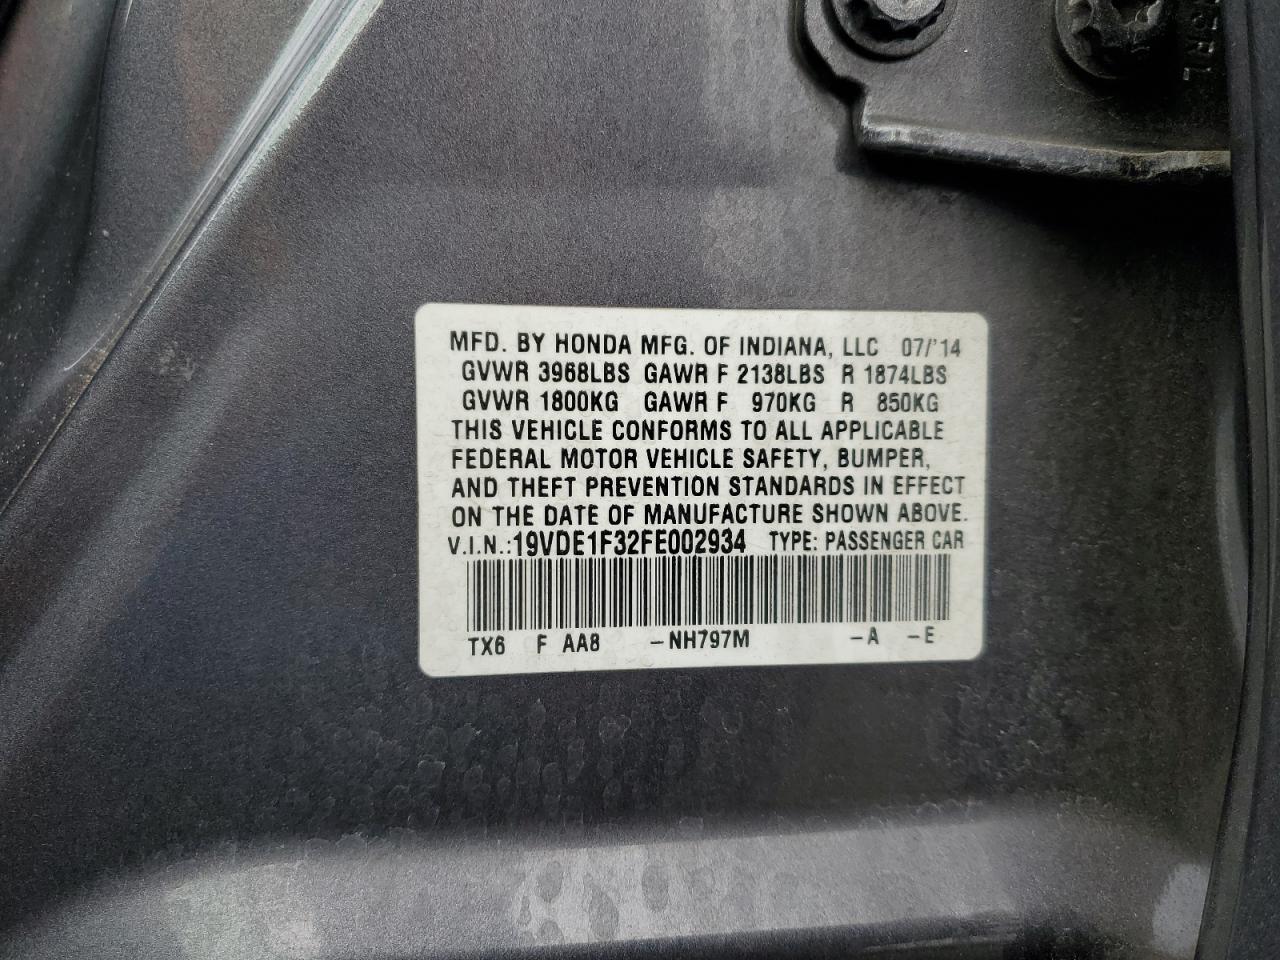 MFD. BY HONDA MFG. OF INDIANA, LLC 07/'14
GVWR 3968LBS GAWR F 2138LBS R 1874LBS
GVWR 1800KG GAWR F 970KG R 850KG
THIS VEHICLE CONFORMS TO ALL APPLICABLE
FEDERAL MOTOR VEHICLE SAFETY, BUMPER,
AND THEFT PREVENTION STANDARDS IN EFFECT
ON THE DATE OF MANUFACTURE SHOWN ABOVE.
V.I.N.:19VDE1F32FE002934 TYPE: PASSENGER CAR
TX6 F AA8 -NH797M -A -E